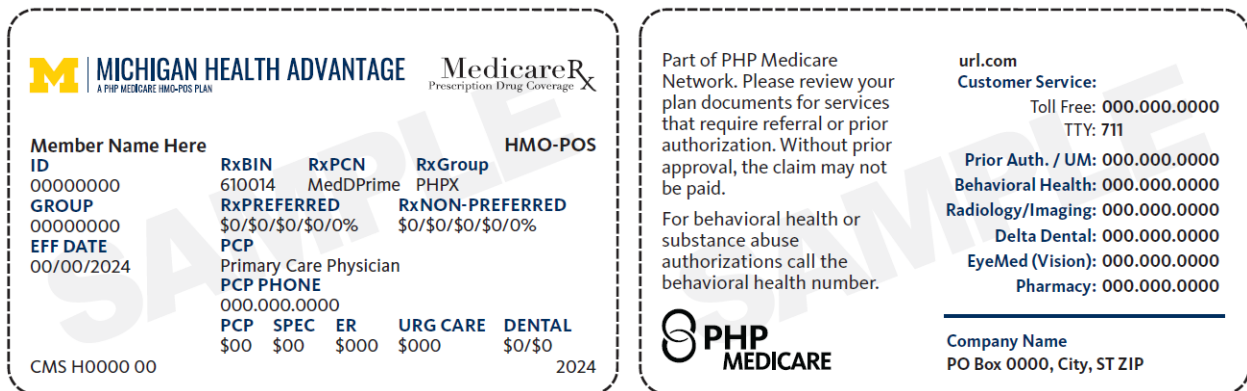 M MICHIGAN HEALTH ADVANTAGE
A PHP MEDICARE HMO-POS PLAN
MedicareRx
Prescription Drug Coverage
SAMPLE
Member Name Here HMO-POS
ID RxBIN RxPCN RxGroup
00000000 610014 MedDPrime PHPX
GROUP RxPREFERRED RxNON-PREFERRED
00000000 $0/$0/$0/$0/0% $0/$0/$0/$0/0%
EFF DATE PCP
00/00/2024 Primary Care Physician
PCP PHONE
000.000.0000
PCP SPEC ER URG CARE DENTAL
$00 $00 $000 $000 $0/$0
CMS H0000 00 2024
Part of PHP Medicare
Network. Please review your
plan documents for services
that require referral or prior
authorization. Without prior
approval, the claim may not
be paid.
For behavioral health or
substance abuse
authorizations call the
behavioral health number.
PHP
MEDICARE
SAMPLE
url.com
Customer Service:
Toll Free: 000.000.0000
TTY: 711
Prior Auth. / UM: 000.000.0000
Behavioral Health: 000.000.0000
Radiology/Imaging: 000.000.0000
Delta Dental: 000.000.0000
EyeMed (Vision): 000.000.0000
Pharmacy: 000.000.0000
Company Name
PO Box 0000, City, ST ZIP